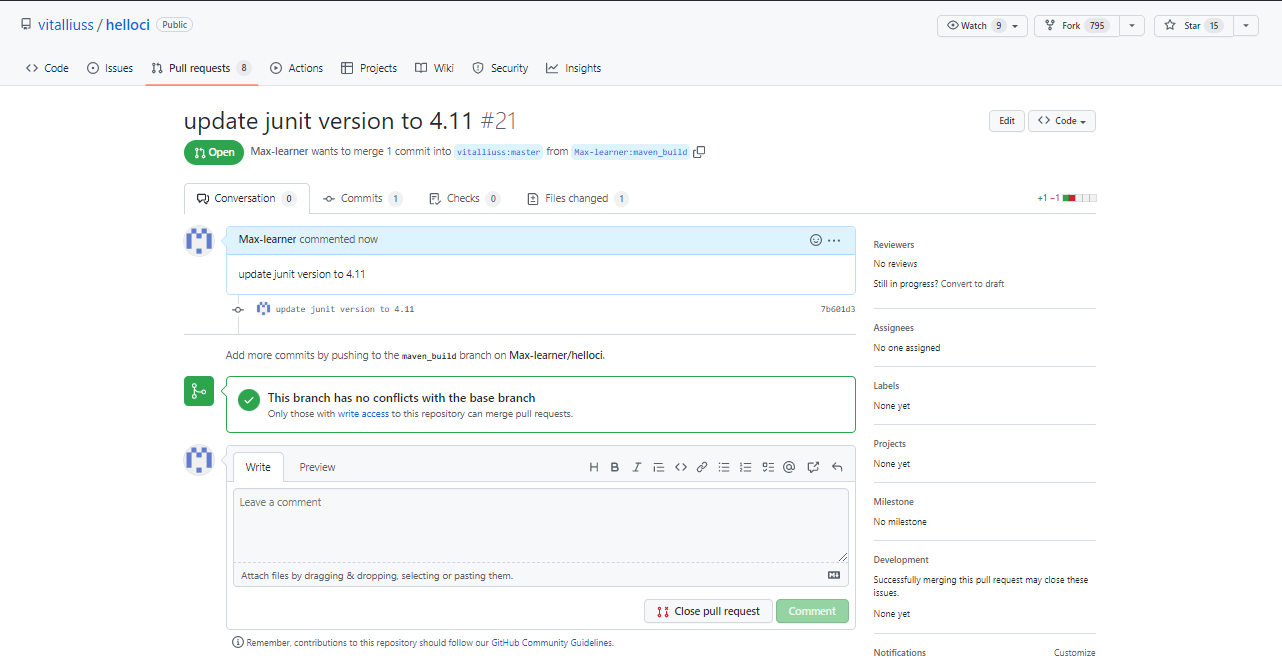 vitalliuss / helloci Public
Watch 9 Fork 795 Star 15
Code Issues Pull requests 8 Actions Projects Wiki Security Insights
update junit version to 4.11 #21
Edit Code
Open Max-learner wants to merge 1 commit into vitalliuss:master from Max-learner:maven_build
Conversation 0 Commits 1 Checks 0 Files changed 1
+1 −1
Max-learner commented now
update junit version to 4.11
update junit version to 4.11 7b601d3
Add more commits by pushing to the maven_build branch on Max-learner/helloci.
This branch has no conflicts with the base branch
Only those with write access to this repository can merge pull requests.
Write Preview
Leave a comment
Attach files by dragging & dropping, selecting or pasting them.
Close pull request Comment
Remember, contributions to this repository should follow our GitHub Community Guidelines.
Reviewers
No reviews
Still in progress? Convert to draft
Assignees
No one assigned
Labels
None yet
Projects
None yet
Milestone
No milestone
Development
Successfully merging this pull request may close these
issues.
None yet
Notifications Customize